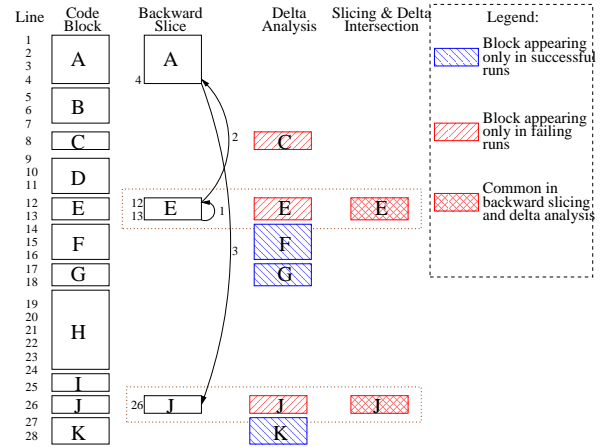 Line
Code
Block
Backward
Slice
Delta
Analysis
Slicing & Delta
Intersection
Legend:
1
2
3
4
A
4
A
Block appearing
only in successful
runs
5
6
7
B
8
C
2
C
Block appearing
only in failing
runs
9
10
11
D
12
13
E
12
13
E
1
E
E
Common in
backward slicing
and delta analysis
14
15
16
F
3
F
17
18
G
G
19
20
21
22
23
24
H
25
I
26
J
26
J
J
J
27
28
K
K